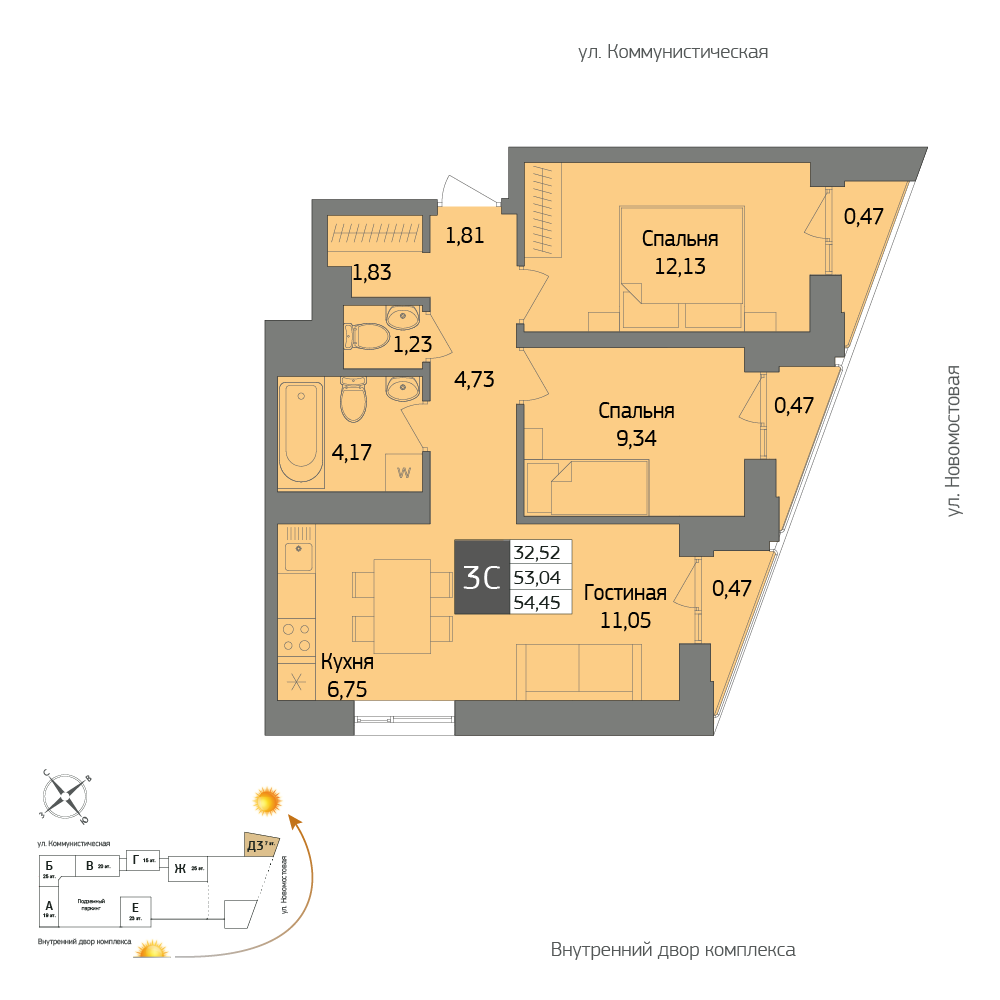 ул. Коммунистическая
0,47
1,81
Спальня
12,13
1,83
1,23
4,73
0,47
Спальня
9,34
4,17
W
ул. Новомостовая
3С
32,52
53,04
54,45
Гостиная
11,05
0,47
Кухня
6,75
С
В
З
Ю
ул. Коммунистическая
Д3 7 эт.
Б
25 эт.
В 20 эт.
Г 15 эт.
Ж 25 эт.
А
19 эт.
Подземный
паркинг
Е
23 эт.
ул. Новомостовая
Внутренний двор комплекса
Внутренний двор комплекса